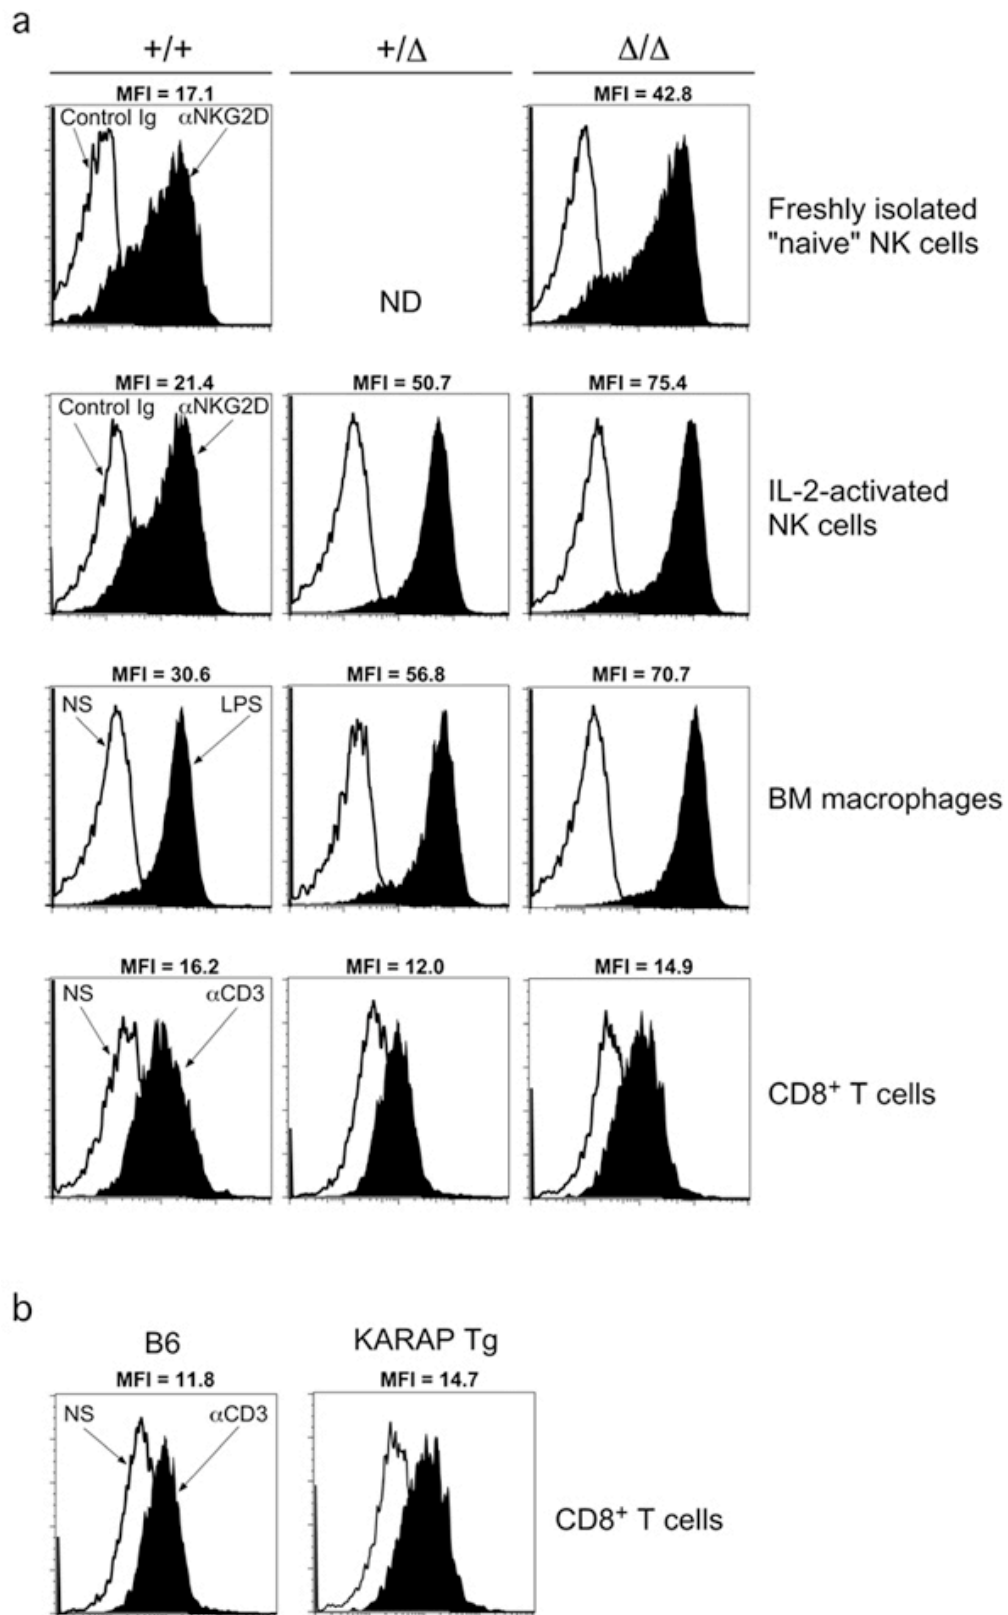 a
+/+ +/Δ Δ/Δ
MFI = 17.1 MFI = 42.8
Control Ig αNKG2D
ND
Freshly isolated
"naive" NK cells
MFI = 21.4 MFI = 50.7 MFI = 75.4
Control Ig αNKG2D
IL-2-activated
NK cells
MFI = 30.6 MFI = 56.8 MFI = 70.7
NS LPS
BM macrophages
MFI = 16.2 MFI = 12.0 MFI = 14.9
NS αCD3
CD8⁺ T cells
b
B6 KARAP Tg
MFI = 11.8 MFI = 14.7
NS αCD3
CD8⁺ T cells